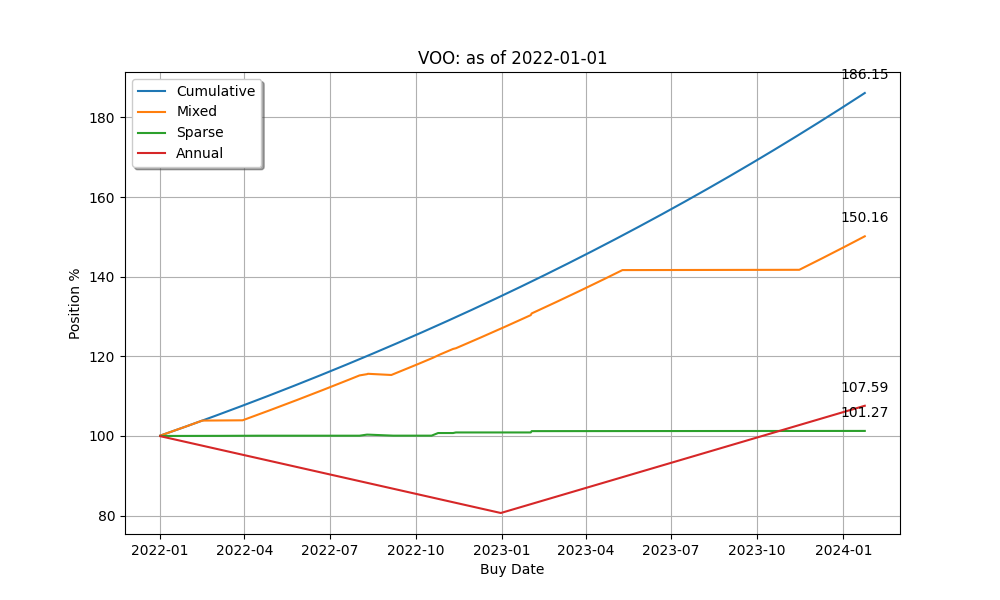 VOO: as of 2022-01-01
186.15
Cumulative
Mixed
Sparse
Annual
180
160
150.16
140
120
107.59
101.27
100
80
Position %
2022-01 2022-04 2022-07 2022-10 2023-01 2023-04 2023-07 2023-10 2024-01
Buy Date